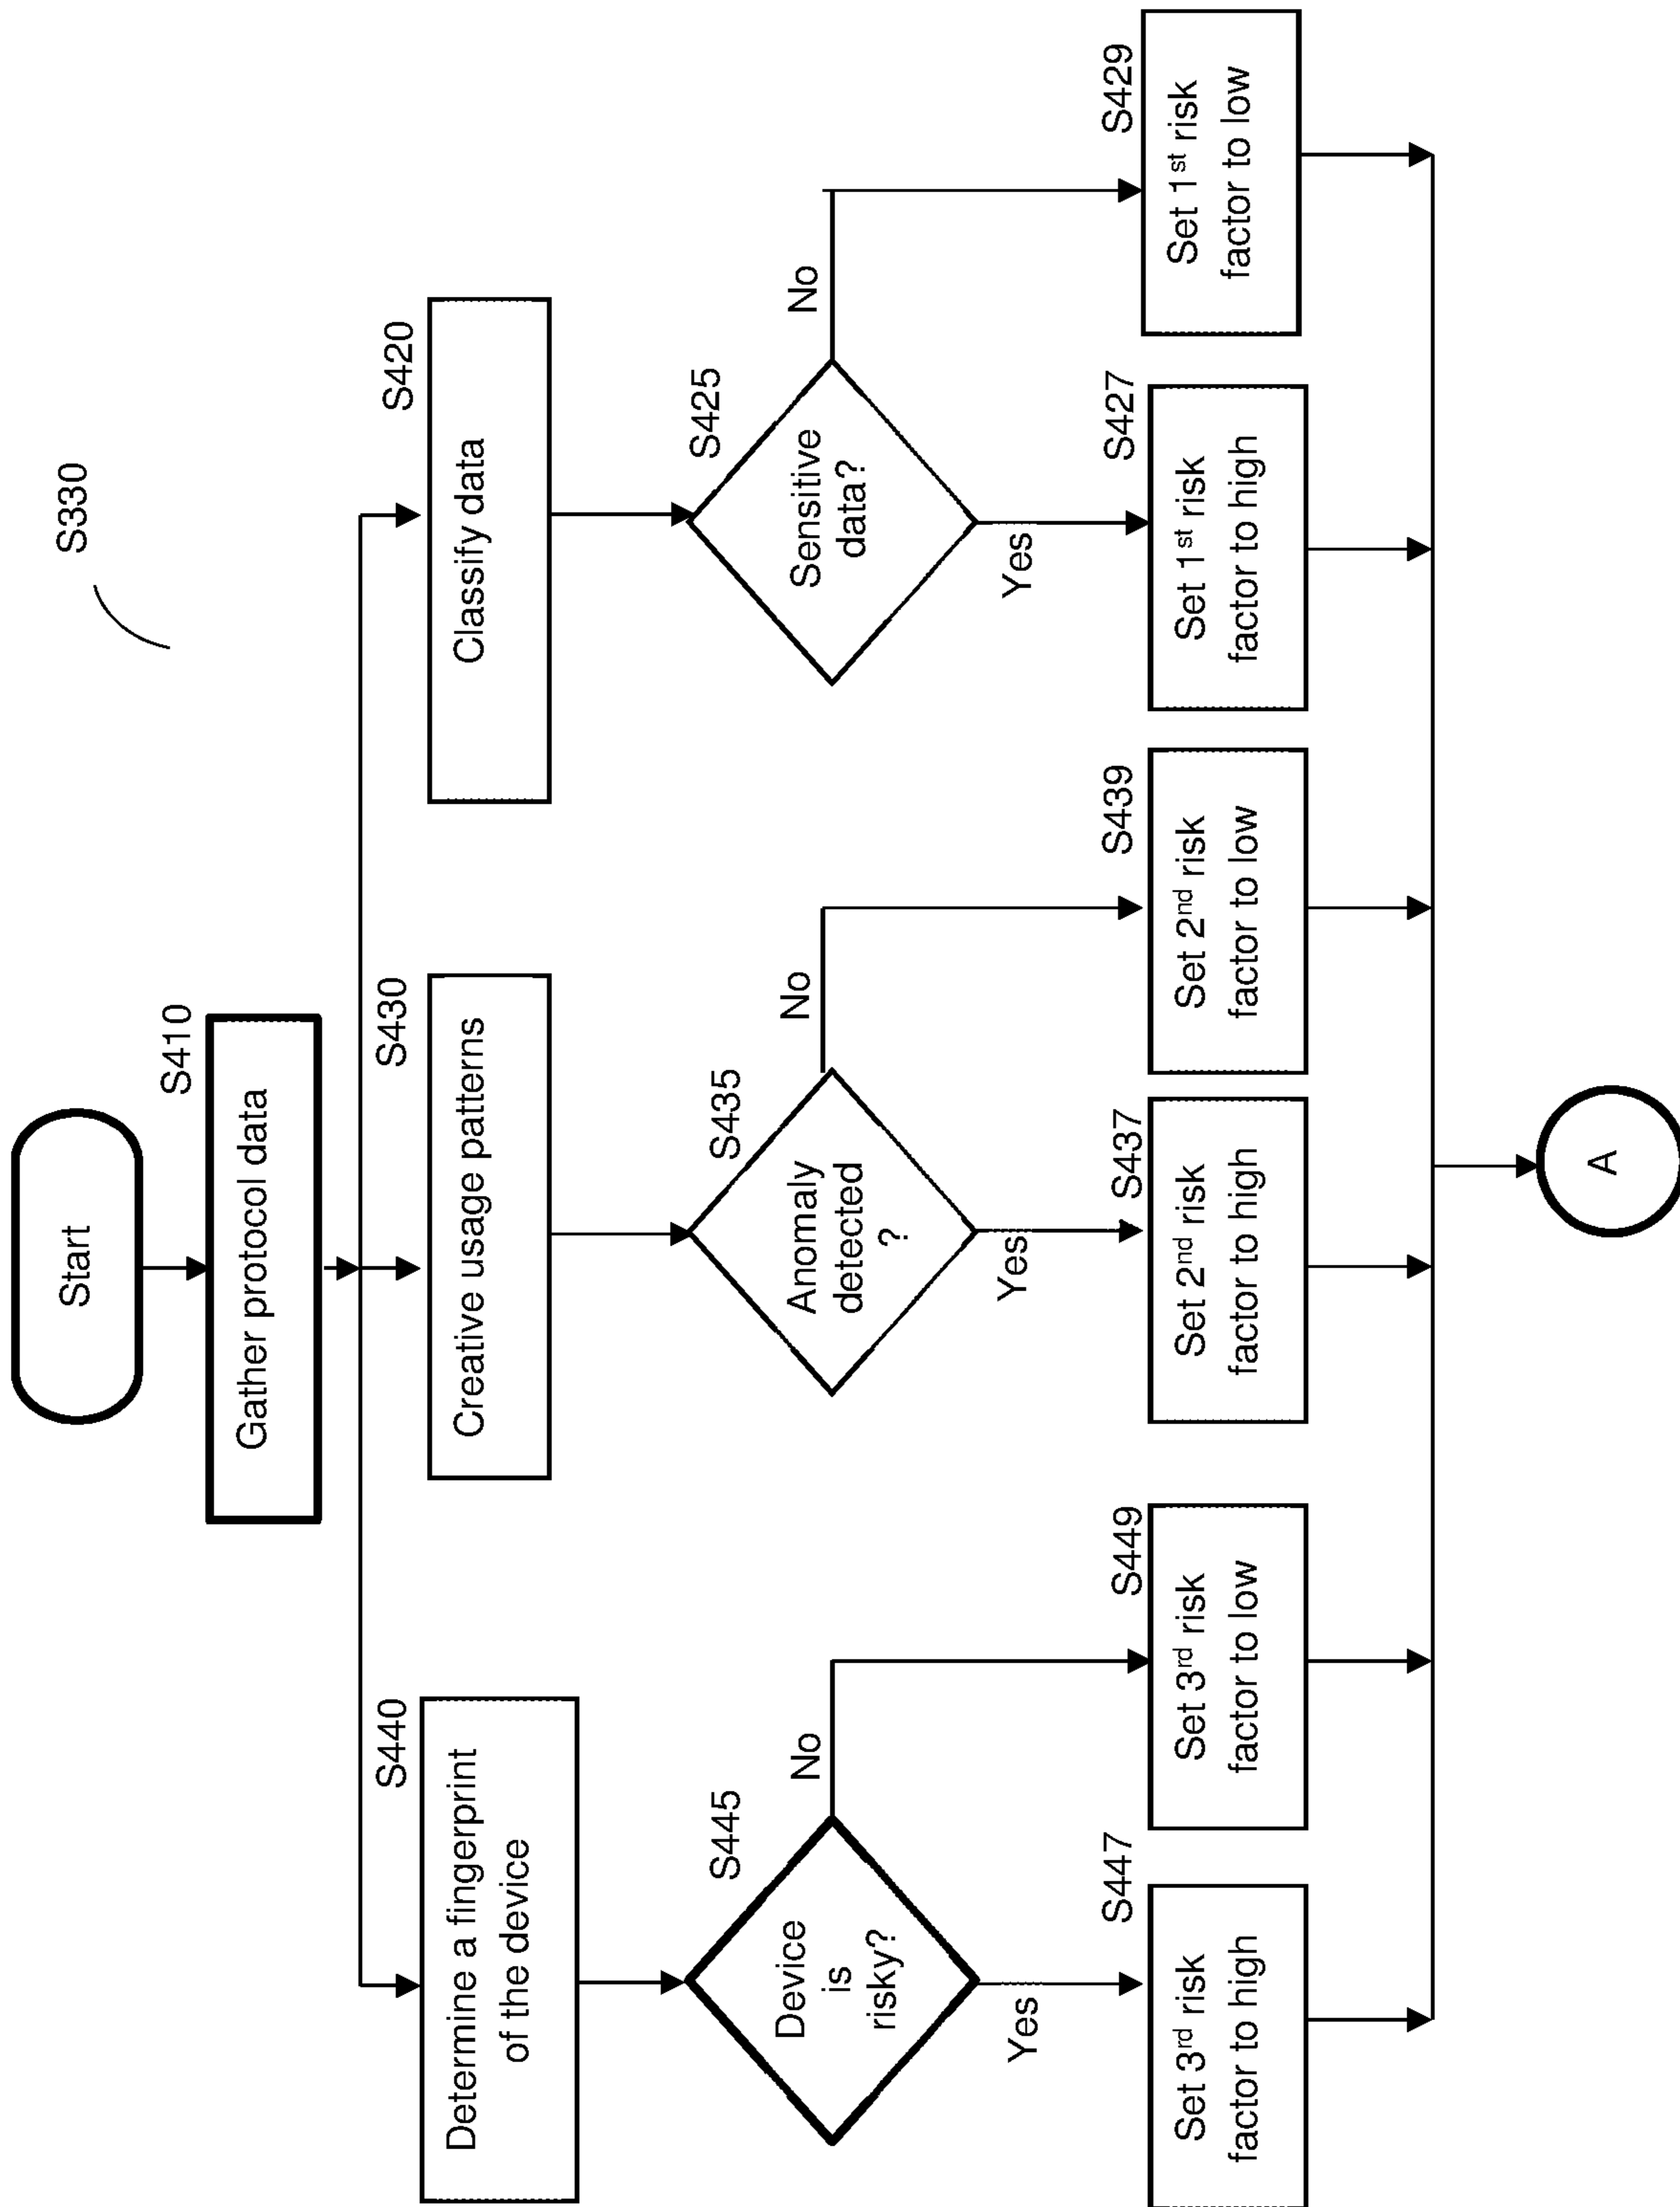 S330
Start
S410
Gather protocol data
S440
Determine a fingerprint
of the device
S430
Creative usage patterns
S420
Classify data
S445
Device
is
risky?
No
Yes
S435
Anomaly
detected
?
No
Yes
S425
Sensitive
data?
No
Yes
S447
Set 3rd risk
factor to high
S449
Set 3rd risk
factor to low
S437
Set 2nd risk
factor to high
S439
Set 2nd risk
factor to low
S427
Set 1st risk
factor to high
S429
Set 1st risk
factor to low
A